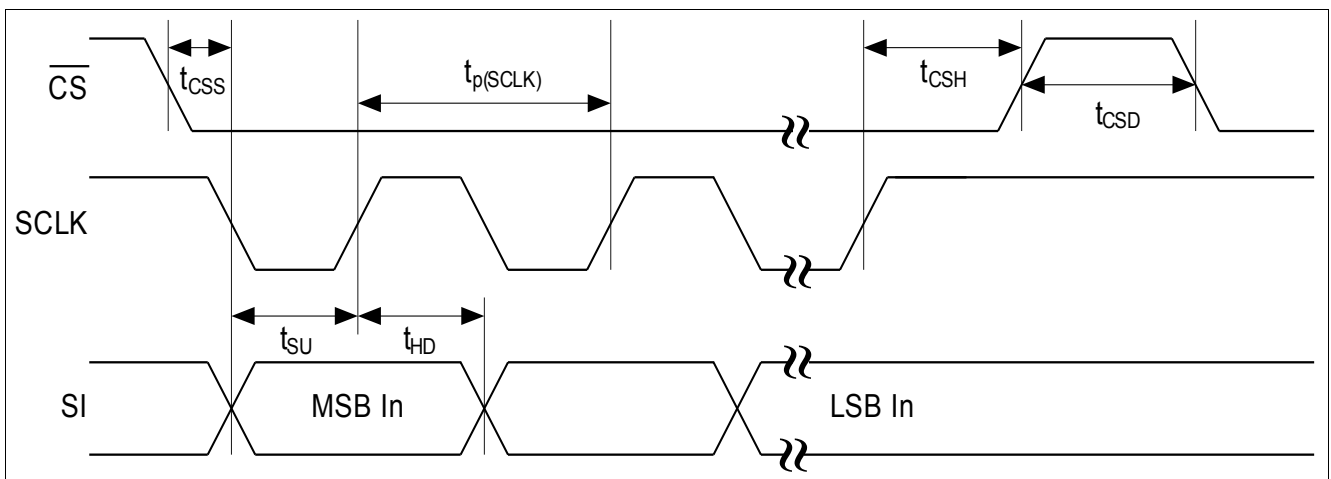 CS
tCSS
tp(SCLK)
tCSH
tCSD
SCLK
tSU
tHD
SI
MSB In
LSB In